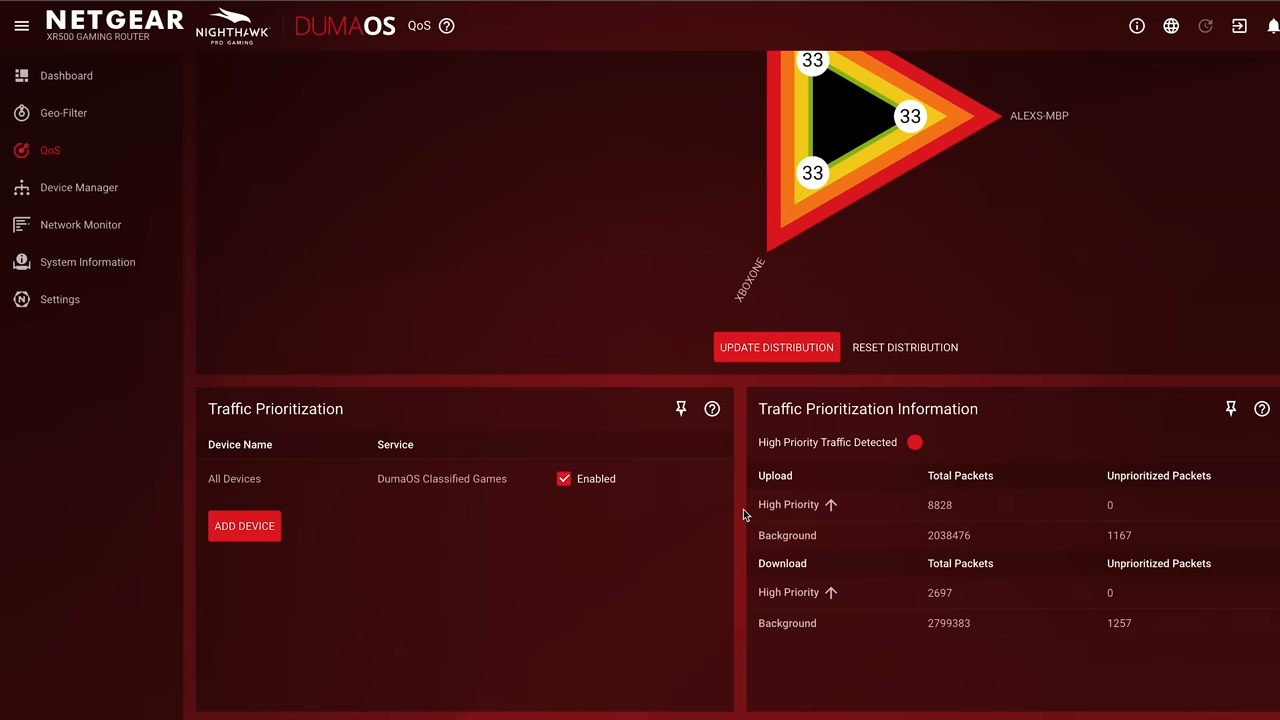 NETGEAR
XR500 GAMING ROUTER
NIGHTHAWK
PRO GAMING
DUMAOS
QoS
Dashboard
Geo-Filter
QoS
Device Manager
Network Monitor
System Information
Settings
33
33
33
ALEXS-MBP
XBOXONE
UPDATE DISTRIBUTION RESET DISTRIBUTION
Traffic Prioritization
Device Name Service
All Devices DumaOS Classified Games Enabled
ADD DEVICE
Traffic Prioritization Information
High Priority Traffic Detected
Upload Total Packets Unprioritized Packets
High Priority 8828 0
Background 2038476 1167
Download Total Packets Unprioritized Packets
High Priority 2697 0
Background 2799383 1257